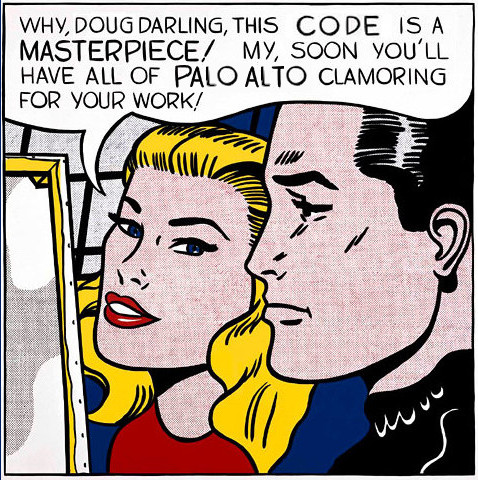 WHY, DOUG DARLING, THIS CODE IS A
MASTERPIECE! MY, SOON YOU'LL
HAVE ALL OF PALO ALTO CLAMORING
FOR YOUR WORK!